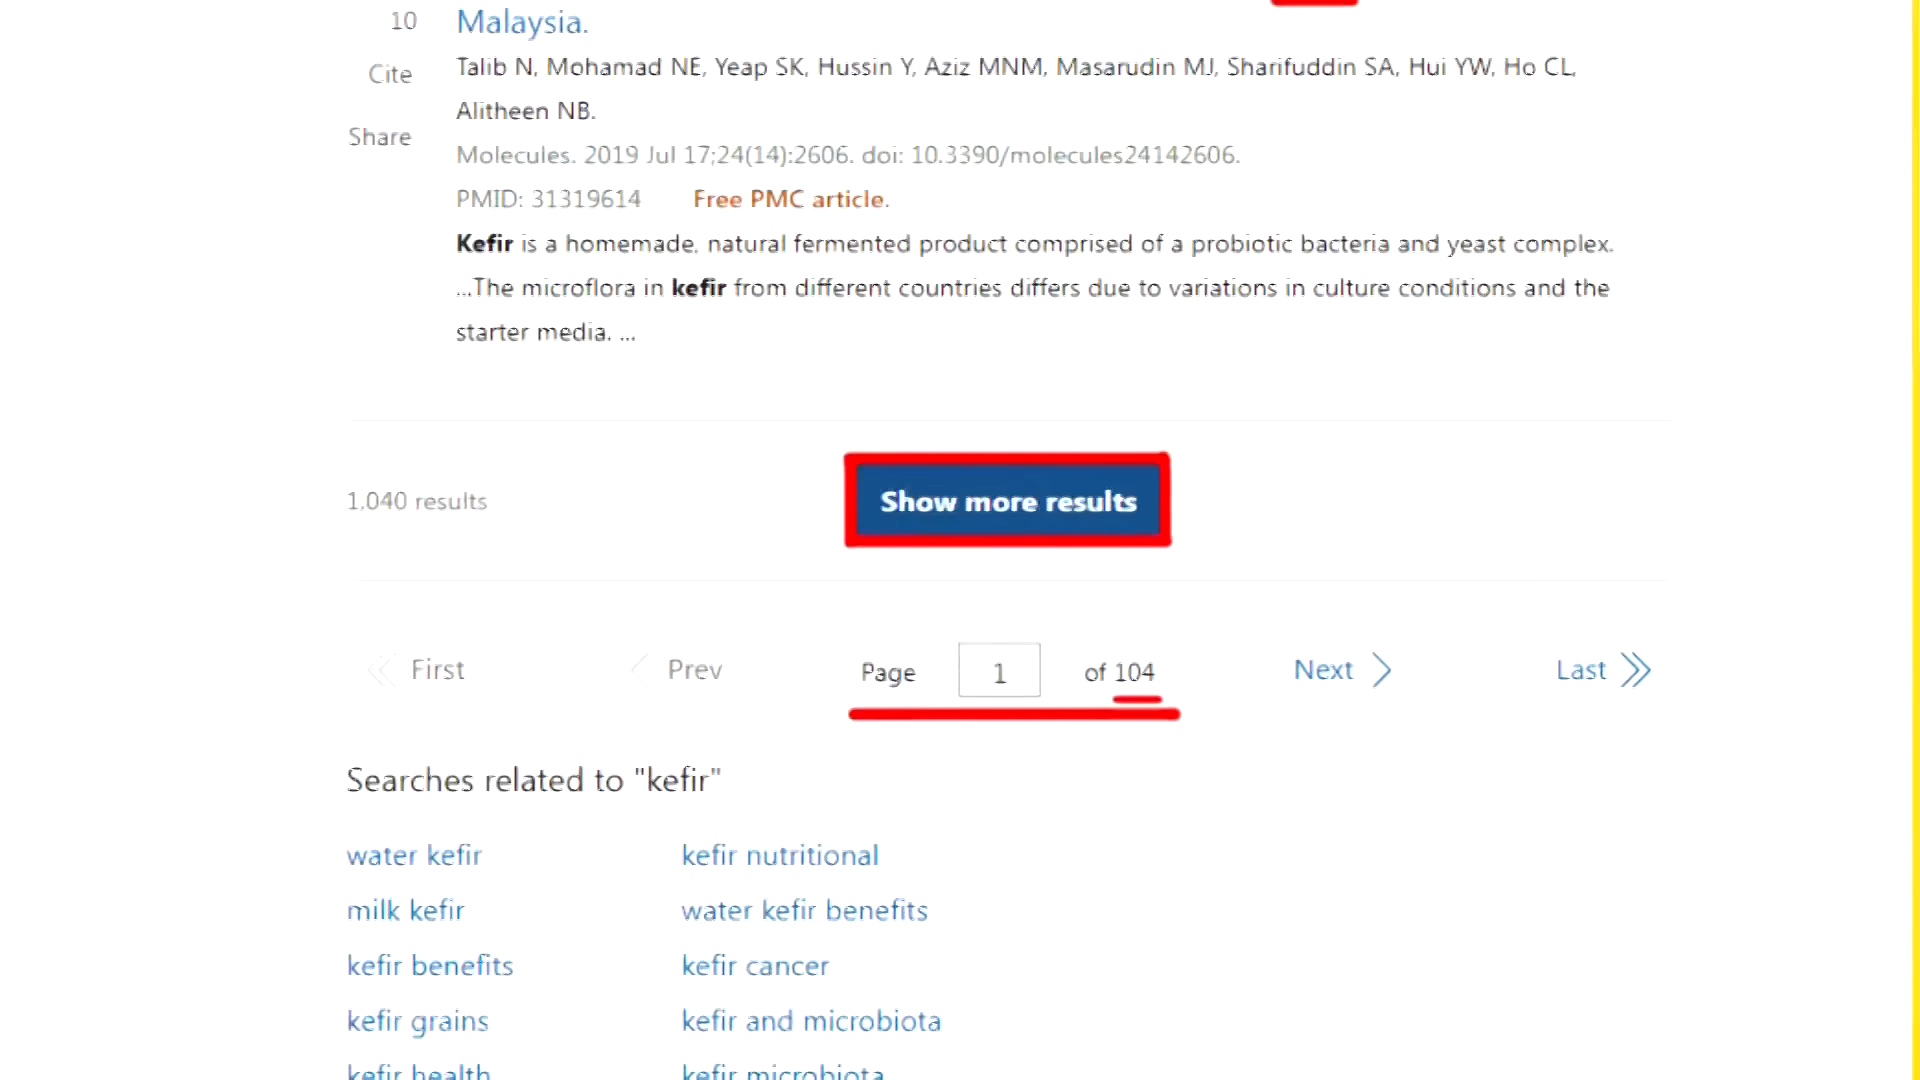 10
Malaysia.
Cite
Talib N, Mohamad NE, Yeap SK, Hussin Y, Aziz MNM, Masarudin MJ, Sharifuddin SA, Hui YW, Ho CL,
Alitheen NB.
Share
Molecules. 2019 Jul 17;24(14):2606. doi: 10.3390/molecules24142606.
PMID: 31319614 Free PMC article.
Kefir is a homemade, natural fermented product comprised of a probiotic bacteria and yeast complex.
...The microflora in kefir from different countries differs due to variations in culture conditions and the
starter media. ...
1,040 results
Show more results
First Prev Page 1 of 104 Next Last
Searches related to "kefir"
water kefir kefir nutritional
milk kefir water kefir benefits
kefir benefits kefir cancer
kefir grains kefir and microbiota
kefir health kefir microbiota